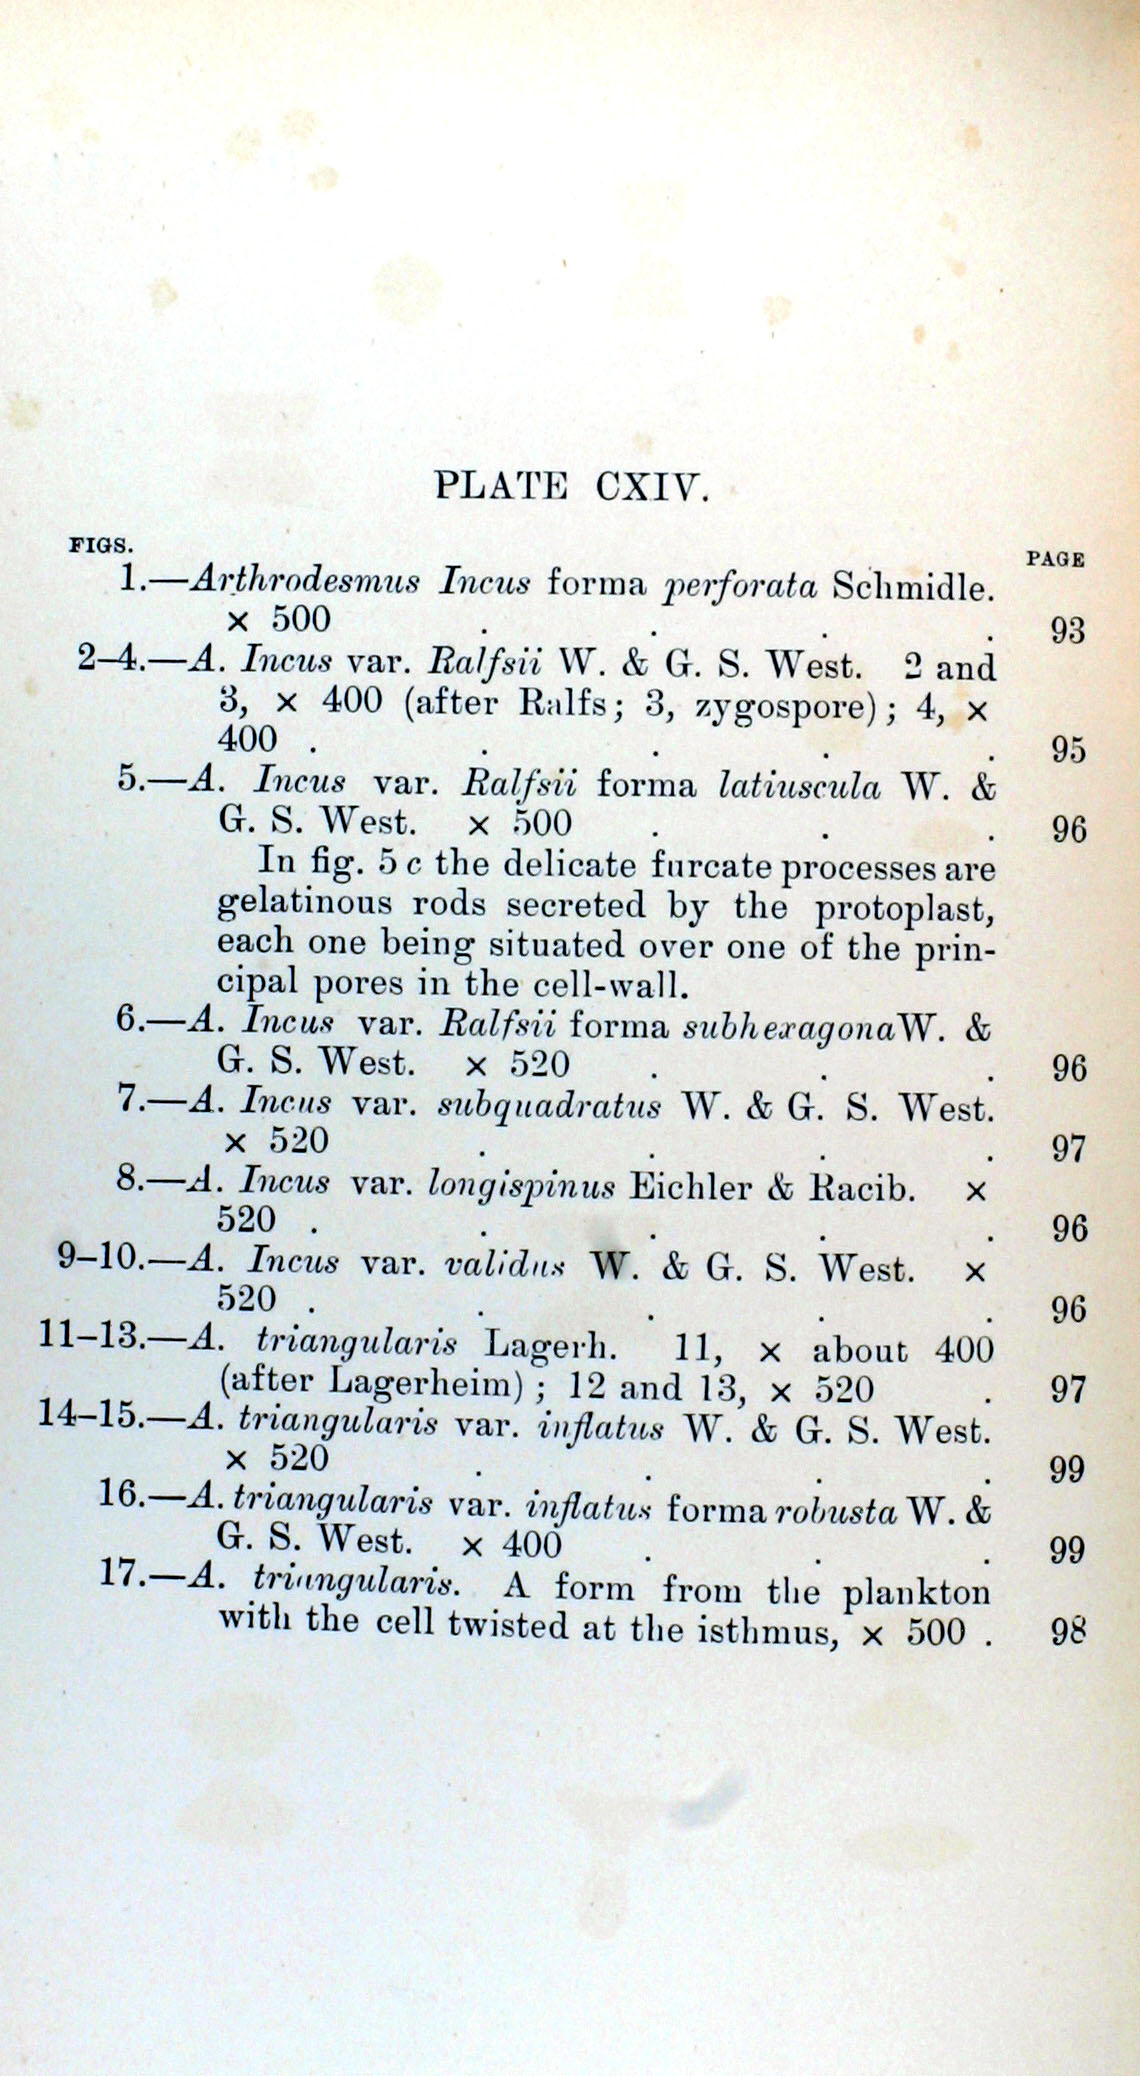 PLATE CXIV.
FIGS. PAGE
1.—Arthrodesmus Incus forma perforata Schmidle.
× 500 . . . . 93
2–4.—A. Incus var. Ralfsii W. & G. S. West. 2 and
3, × 400 (after Ralfs; 3, zygospore); 4, ×
400 . . . . . 95
5.—A. Incus var. Ralfsii forma latiuscula W. &
G. S. West. × 500 . . . 96
In fig. 5 c the delicate furcate processes are
gelatinous rods secreted by the protoplast,
each one being situated over one of the prin-
cipal pores in the cell-wall.
6.—A. Incus var. Ralfsii forma subhexagona W. &
G. S. West. × 520 . . . 96
7.—A. Incus var. subquadratus W. & G. S. West.
× 520 . . . . 97
8.—A. Incus var. longispinus Eichler & Racib. ×
520 . . . . . 96
9–10.—A. Incus var. validus W. & G. S. West. ×
520 . . . . . 96
11–13.—A. triangularis Lagerh. 11, × about 400
(after Lagerheim); 12 and 13, × 520 . 97
14–15.—A. triangularis var. inflatus W. & G. S. West.
× 520 . . . . 99
16.—A. triangularis var. inflatus forma robusta W. &
G. S. West. × 400 . . . 99
17.—A. triangularis. A form from the plankton
with the cell twisted at the isthmus, × 500 . 98